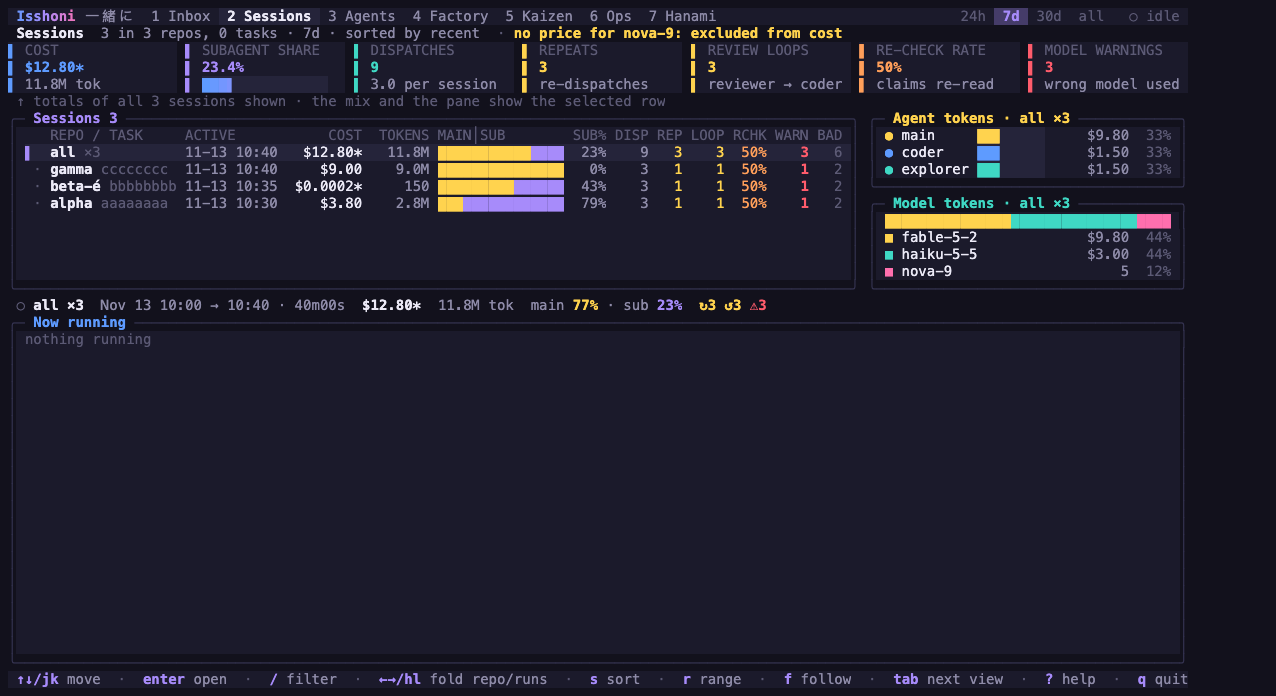 Isshoni 一緒に 1 Inbox 2 Sessions 3 Agents 4 Factory 5 Kaizen 6 Ops 7 Hanami 24h 7d 30d all ○ idle
Sessions 3 in 3 repos, 0 tasks · 7d · sorted by recent · no price for nova-9: excluded from cost
COST SUBAGENT SHARE DISPATCHES REPEATS REVIEW LOOPS RE-CHECK RATE MODEL WARNINGS
$12.80* 23.4% 9 3 3 50% 3
11.8M tok 3.0 per session re-dispatches reviewer → coder claims re-read wrong model used
↑ totals of all 3 sessions shown · the mix and the pane show the selected row
Sessions 3
REPO / TASK ACTIVE COST TOKENS MAIN|SUB SUB% DISP REP LOOP RCHK WARN BAD
all ×3 11-13 10:40 $12.80* 11.8M 23% 9 3 3 50% 3 6
· gamma cccccccc 11-13 10:40 $9.00 9.0M 0% 3 1 1 50% 1 2
· beta-é bbbbbbbb 11-13 10:35 $0.0002* 150 43% 3 1 1 50% 1 2
· alpha aaaaaaaa 11-13 10:30 $3.80 2.8M 79% 3 1 1 50% 1 2
Agent tokens · all ×3
main $9.80 33%
coder $1.50 33%
explorer $1.50 33%
Model tokens · all ×3
fable-5-2 $9.80 44%
haiku-5-5 $3.00 44%
nova-9 5 12%
○ all ×3 Nov 13 10:00 → 10:40 · 40m00s $12.80* 11.8M tok main 77% · sub 23% ↻3 ↺3 ⚠3
Now running
nothing running
↑↓/jk move · enter open · / filter · ←→/hl fold repo/runs · s sort · r range · f follow · tab next view · ? help · q quit